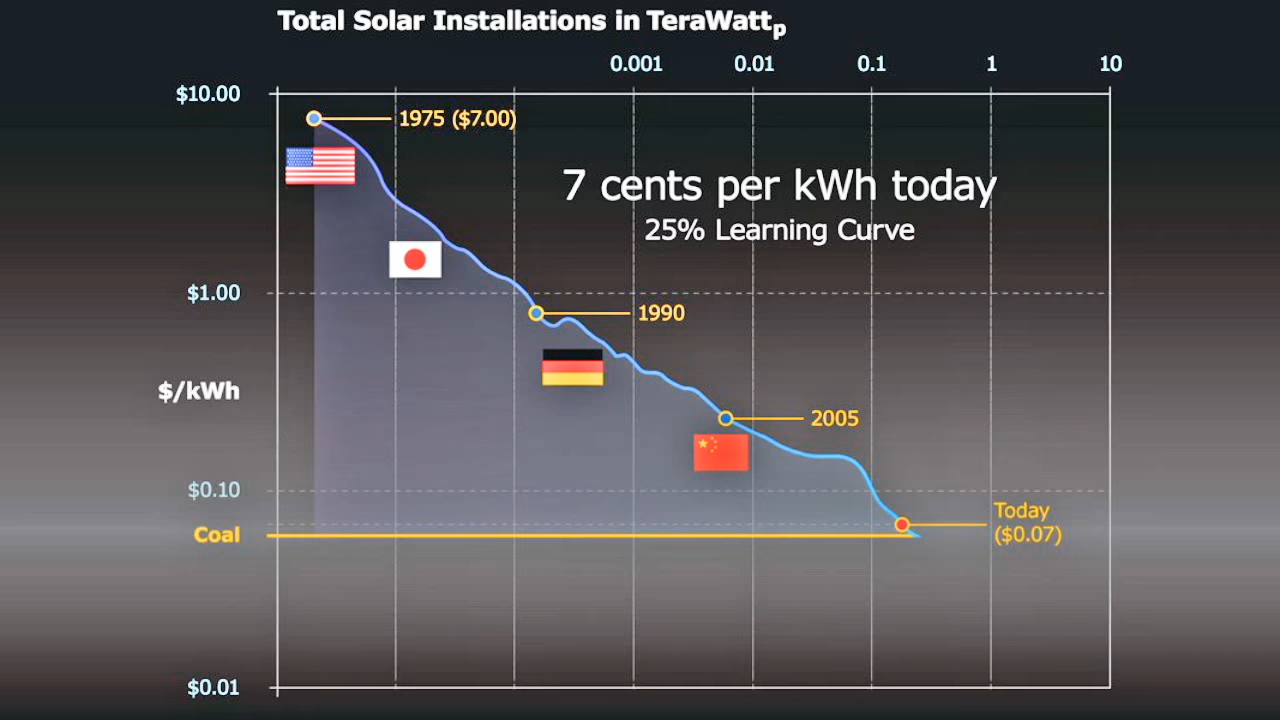 Total Solar Installations in TeraWattp
0.001 0.01 0.1 1 10
$10.00
1975 ($7.00)
7 cents per kWh today
25% Learning Curve
$1.00
1990
$/kWh
2005
$0.10
Today
($0.07)
Coal
$0.01